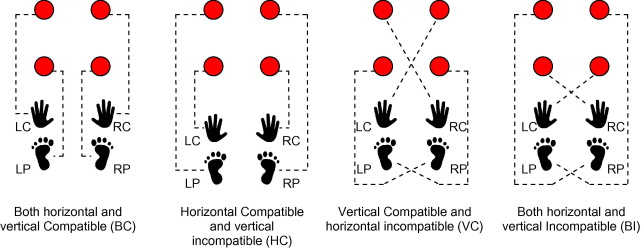 LC RC
LP RP
Both horizontal and
vertical Compatible (BC)
LC RC
LP RP
Horizontal Compatible
and vertical
incompatible (HC)
LC RC
LP RP
Vertical Compatible and
horizontal incompatible (VC)
LC RC
LP RP
Both horizontal and
vertical Incompatible (BI)